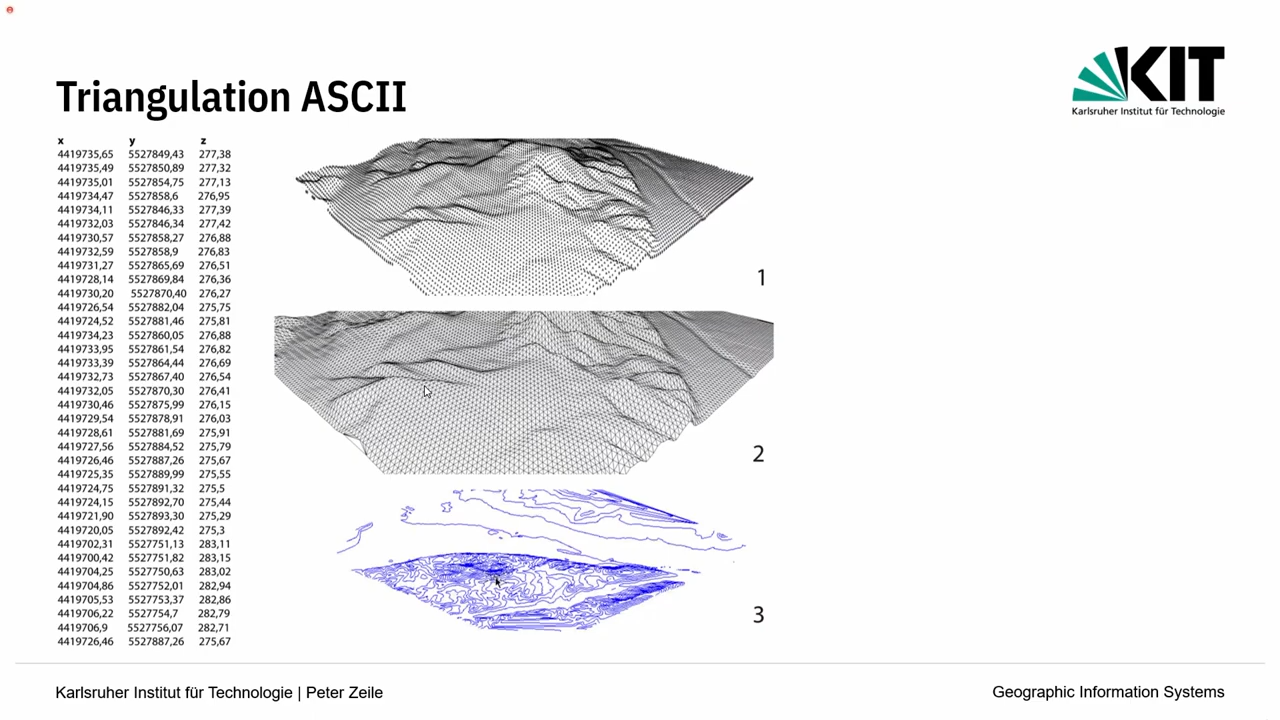 Triangulation ASCII
KIT
Karlsruher Institut für Technologie
x y z
4419735,65 5527849,43 277,38
4419735,49 5527850,89 277,32
4419735,01 5527854,75 277,13
4419734,47 5527858,6 276,95
4419734,11 5527846,33 277,39
4419732,03 5527846,34 277,42
4419730,57 5527858,27 276,88
4419732,59 5527858,9 276,83
4419731,27 5527865,69 276,51
4419728,14 5527869,84 276,36
4419730,20 5527870,40 276,27
4419726,54 5527882,04 275,75
4419724,52 5527881,46 275,81
4419734,23 5527860,05 276,88
4419733,95 5527861,54 276,82
4419733,39 5527864,44 276,69
4419732,73 5527867,40 276,54
4419732,05 5527870,30 276,41
4419730,46 5527875,99 276,15
4419729,54 5527878,91 276,03
4419728,61 5527881,69 275,91
4419727,56 5527884,52 275,79
4419726,46 5527887,26 275,67
4419725,35 5527889,99 275,55
4419724,75 5527891,32 275,5
4419724,15 5527892,70 275,44
4419721,90 5527893,30 275,29
4419720,05 5527892,42 275,3
4419702,31 5527751,13 283,11
4419700,42 5527751,82 283,15
4419704,25 5527750,63 283,02
4419704,86 5527752,01 282,94
4419705,53 5527753,37 282,86
4419706,22 5527754,7 282,79
4419706,9 5527756,07 282,71
4419726,46 5527887,26 275,67
1
2
3
Karlsruher Institut für Technologie | Peter Zeile
Geographic Information Systems